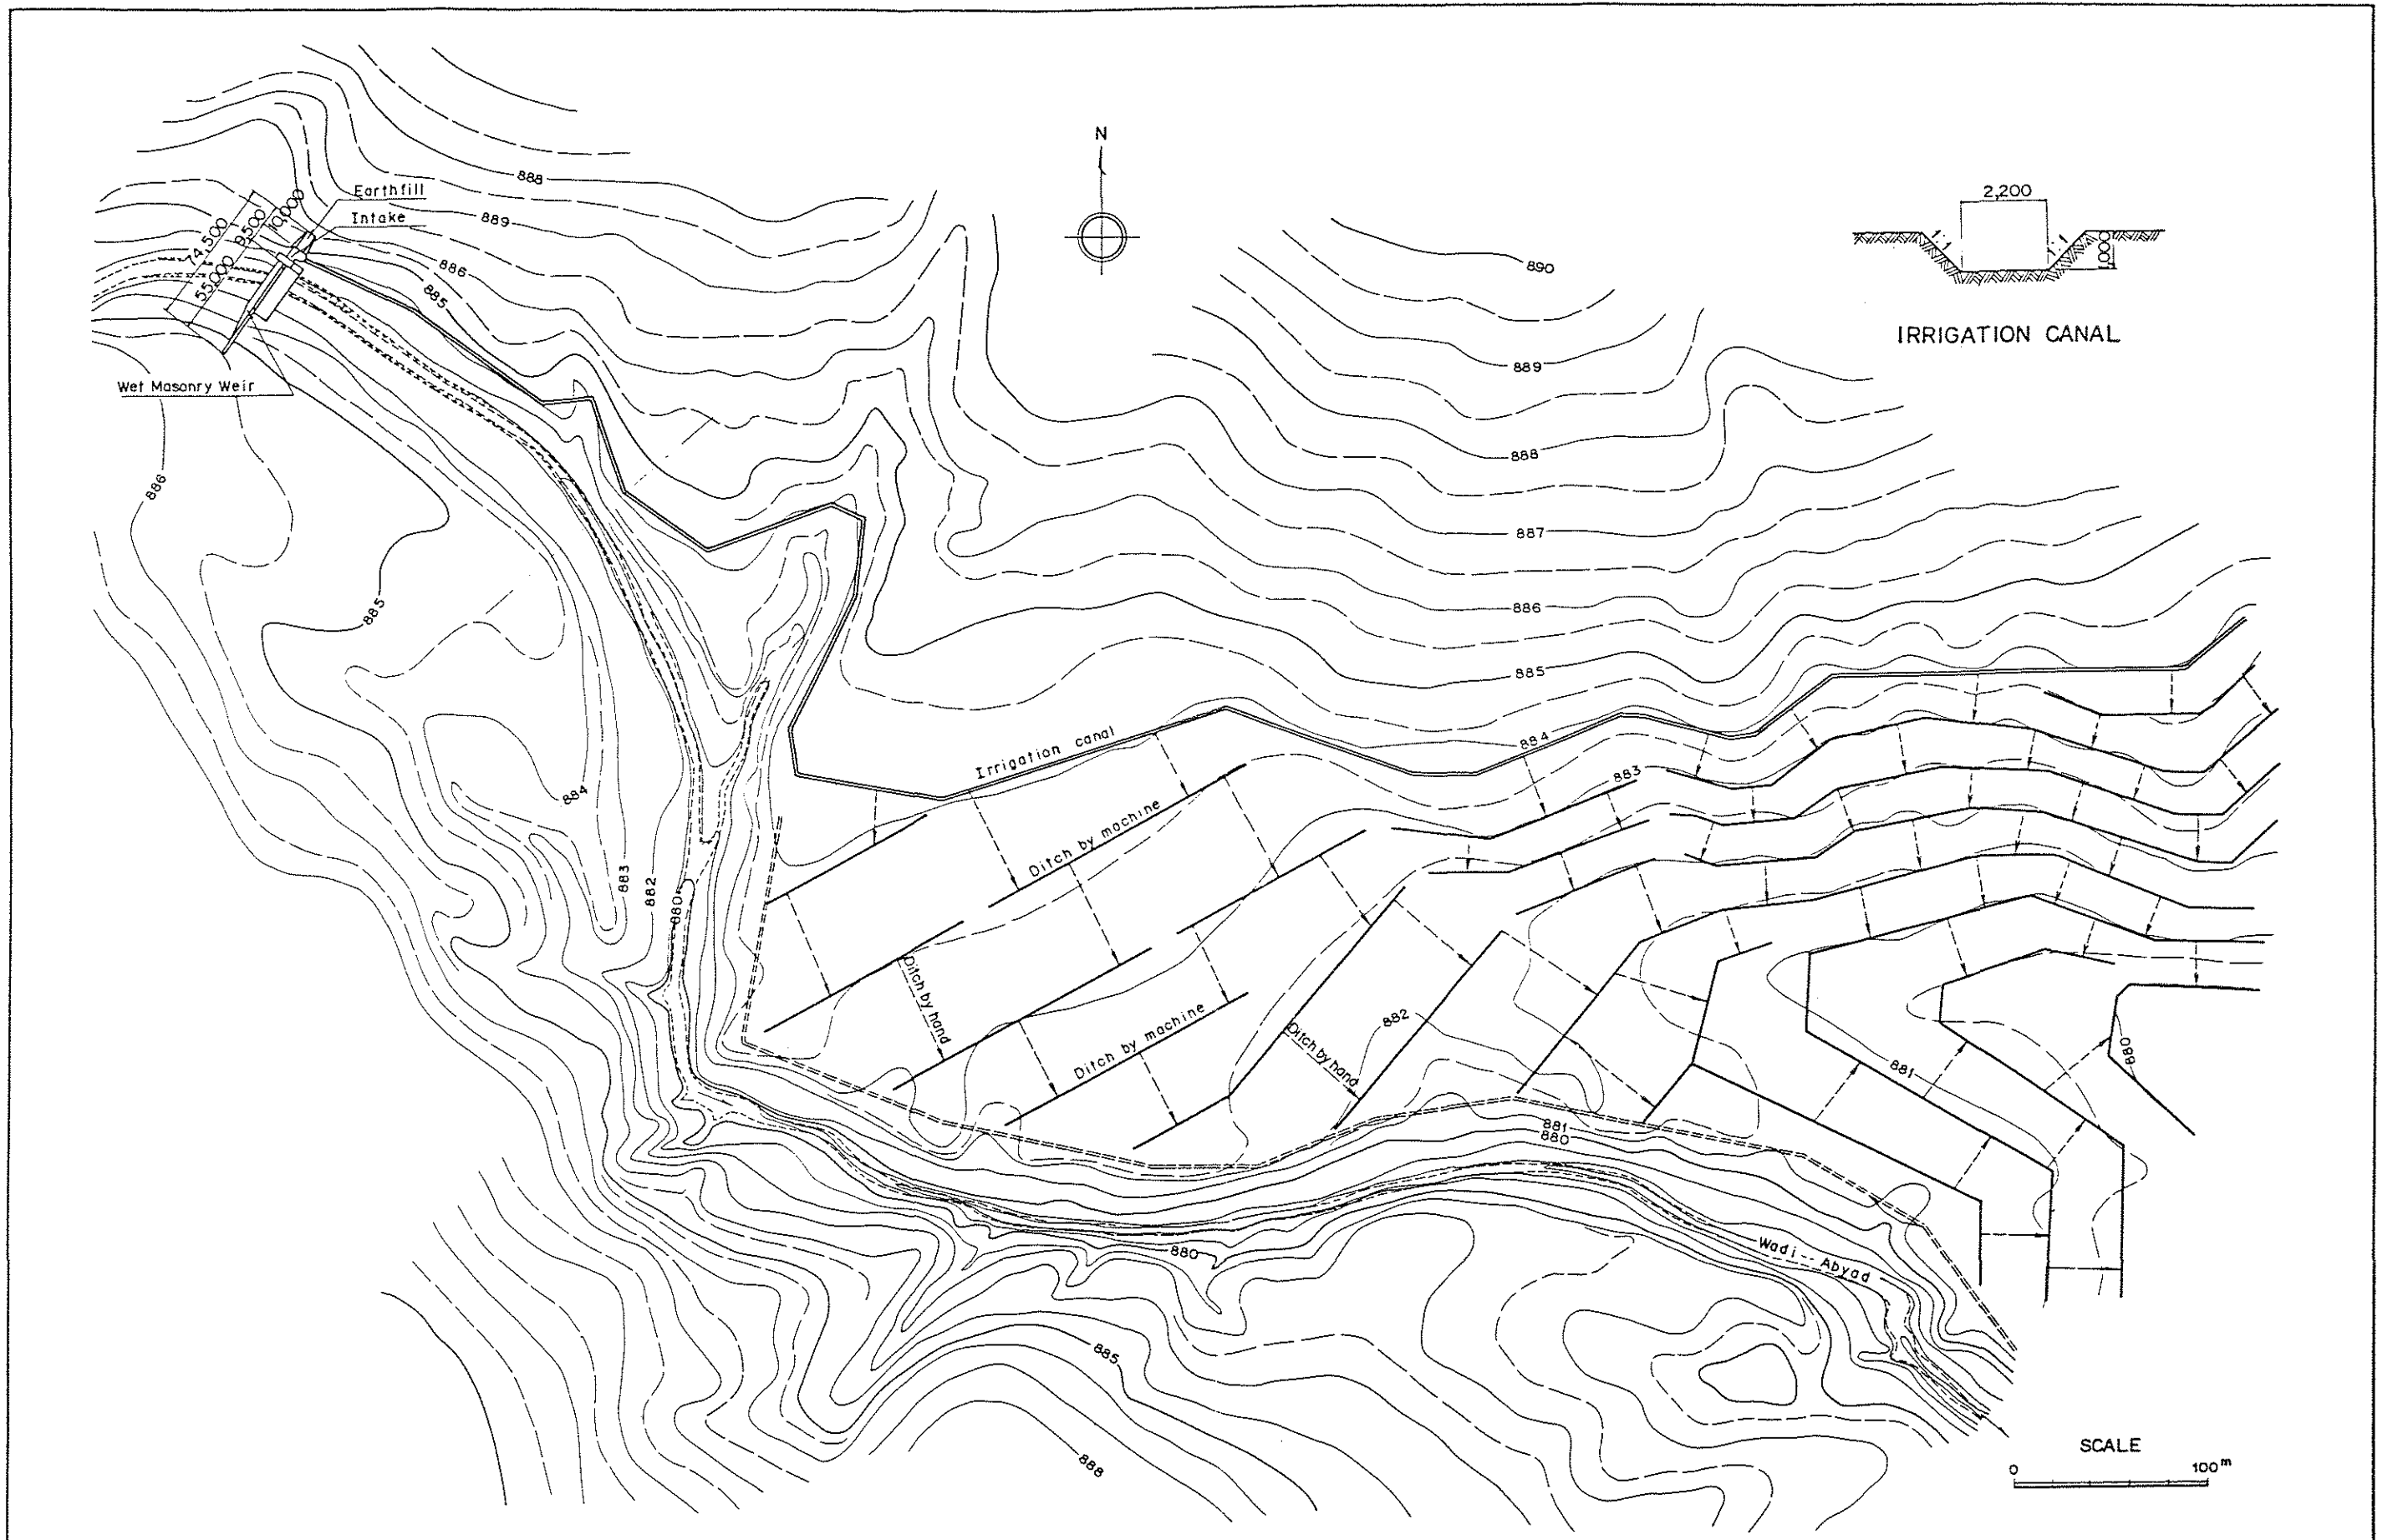 N
Earthfill
Intake
74,500
9,500
10,000
55,000
Wet Masonry Weir
888
889
886
885
890
889
888
887
886
885
884
883
2,200
1:1
1:1
1,000
IRRIGATION CANAL
886
885
884
883
882
880
Irrigation canal
Ditch by machine
Ditch by hand
Ditch by machine
Ditch by hand
882
881
880
881
880
880
Wadi Abyad
885
888
SCALE
0
100m